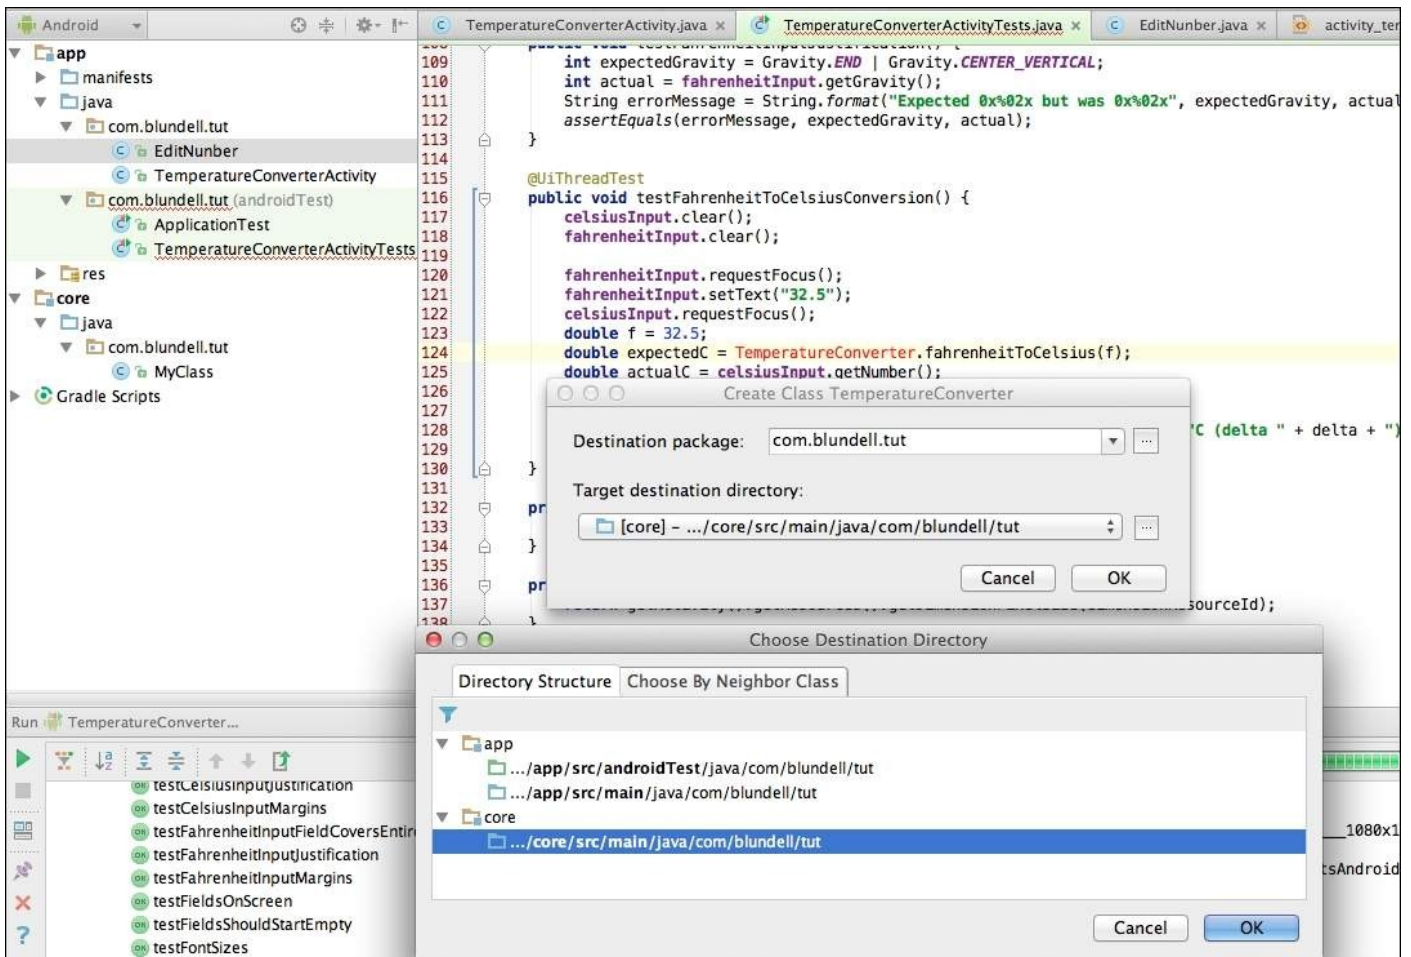 Android
TemperatureConverterActivity.java ×
TemperatureConverterActivityTests.java ×
EditNunber.java ×
activity_ter
app
manifests
java
com.blundell.tut
EditNunber
TemperatureConverterActivity
com.blundell.tut (androidTest)
ApplicationTest
TemperatureConverterActivityTests
res
core
java
com.blundell.tut
MyClass
Gradle Scripts
109 int expectedGravity = Gravity.END | Gravity.CENTER_VERTICAL;
110 int actual = fahrenheitInput.getGravity();
111 String errorMessage = String.format("Expected 0x%02x but was 0x%02x", expectedGravity, actual
112 assertEquals(errorMessage, expectedGravity, actual);
113 }
114
115 @UiThreadTest
116 public void testFahrenheitToCelsiusConversion() {
117 celsiusInput.clear();
118 fahrenheitInput.clear();
119
120 fahrenheitInput.requestFocus();
121 fahrenheitInput.setText("32.5");
122 celsiusInput.requestFocus();
123 double f = 32.5;
124 double expectedC = TemperatureConverter.fahrenheitToCelsius(f);
125 double actualC = celsiusInput.getNumber();
126
127
128 °C (delta " + delta + ")
129
130 }
131
132 pr
133
134 }
135
136 pr
137 sourceId);
138 }
Create Class TemperatureConverter
Destination package: com.blundell.tut ...
Target destination directory:
[core] – .../core/src/main/java/com/blundell/tut ...
Cancel OK
Choose Destination Directory
Directory Structure Choose By Neighbor Class
app
.../app/src/androidTest/java/com/blundell/tut
.../app/src/main/java/com/blundell/tut
core
.../core/src/main/java/com/blundell/tut
Cancel OK
Run TemperatureConverter...
testCelsiusInputJustification
testCelsiusInputMargins
testFahrenheitInputFieldCoversEntire
testFahrenheitInputJustification
testFahrenheitInputMargins
testFieldsOnScreen
testFieldsShouldStartEmpty
testFontSizes
___1080x1
tsAndroid